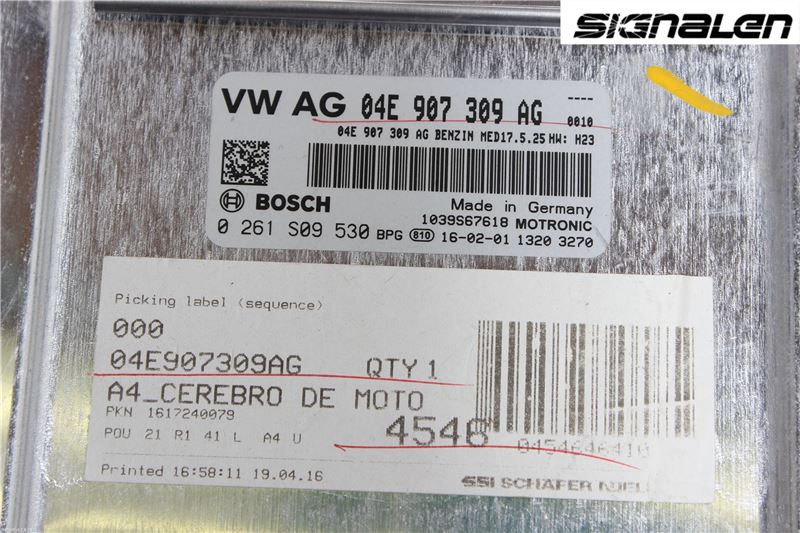 SIGNALEN
VW AG 04E 907 309 AG ----
0010
04E 907 309 AG BENZIN MED17.5.25 HW: H23
BOSCH
Made in Germany
1039S67618 MOTRONIC
0 261 S09 530 BPG 810 16-02-01 1320 3270
Picking label (sequence)
000
04E907309AG QTY 1
A4_CEREBRO DE MOTO
PKN 1617240079
4546
POU 21 R1 41 L A4 U
Printed 16:58:11 19.04.16
SSI SCHÄFER